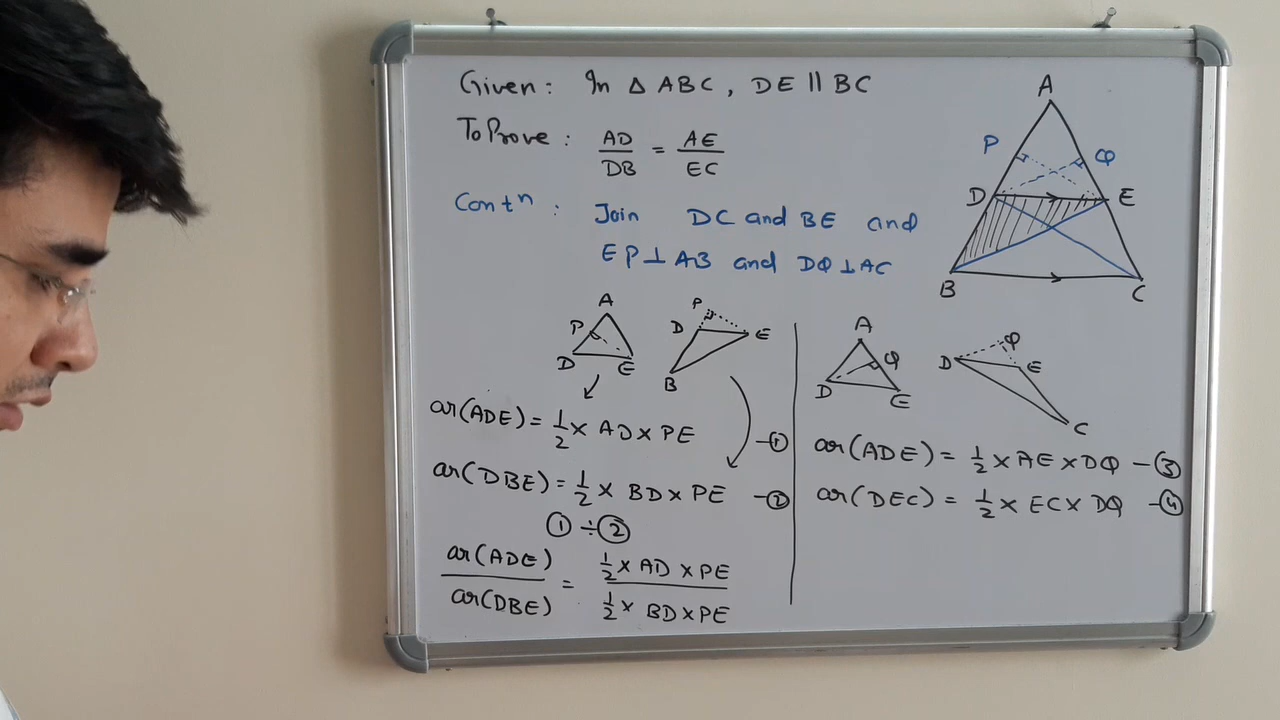 Given: In Δ ABC, DE || BC
To Prove: AD/DB = AE/EC
Contⁿ: Join DC and BE and
EP ⊥ AB and DQ ⊥ AC
A
P
Q
D
E
B
C
A
P
D
E
P
D
E
B
A
Q
D
E
Q
D
E
C
ar(ADE) = 1/2 × AD × PE –①
ar(DBE) = 1/2 × BD × PE –②
① ÷ ②
ar(ADE)/ar(DBE) = 1/2 × AD × PE / 1/2 × BD × PE
ar(ADE) = 1/2 × AE × DQ –③
ar(DEC) = 1/2 × EC × DQ –④